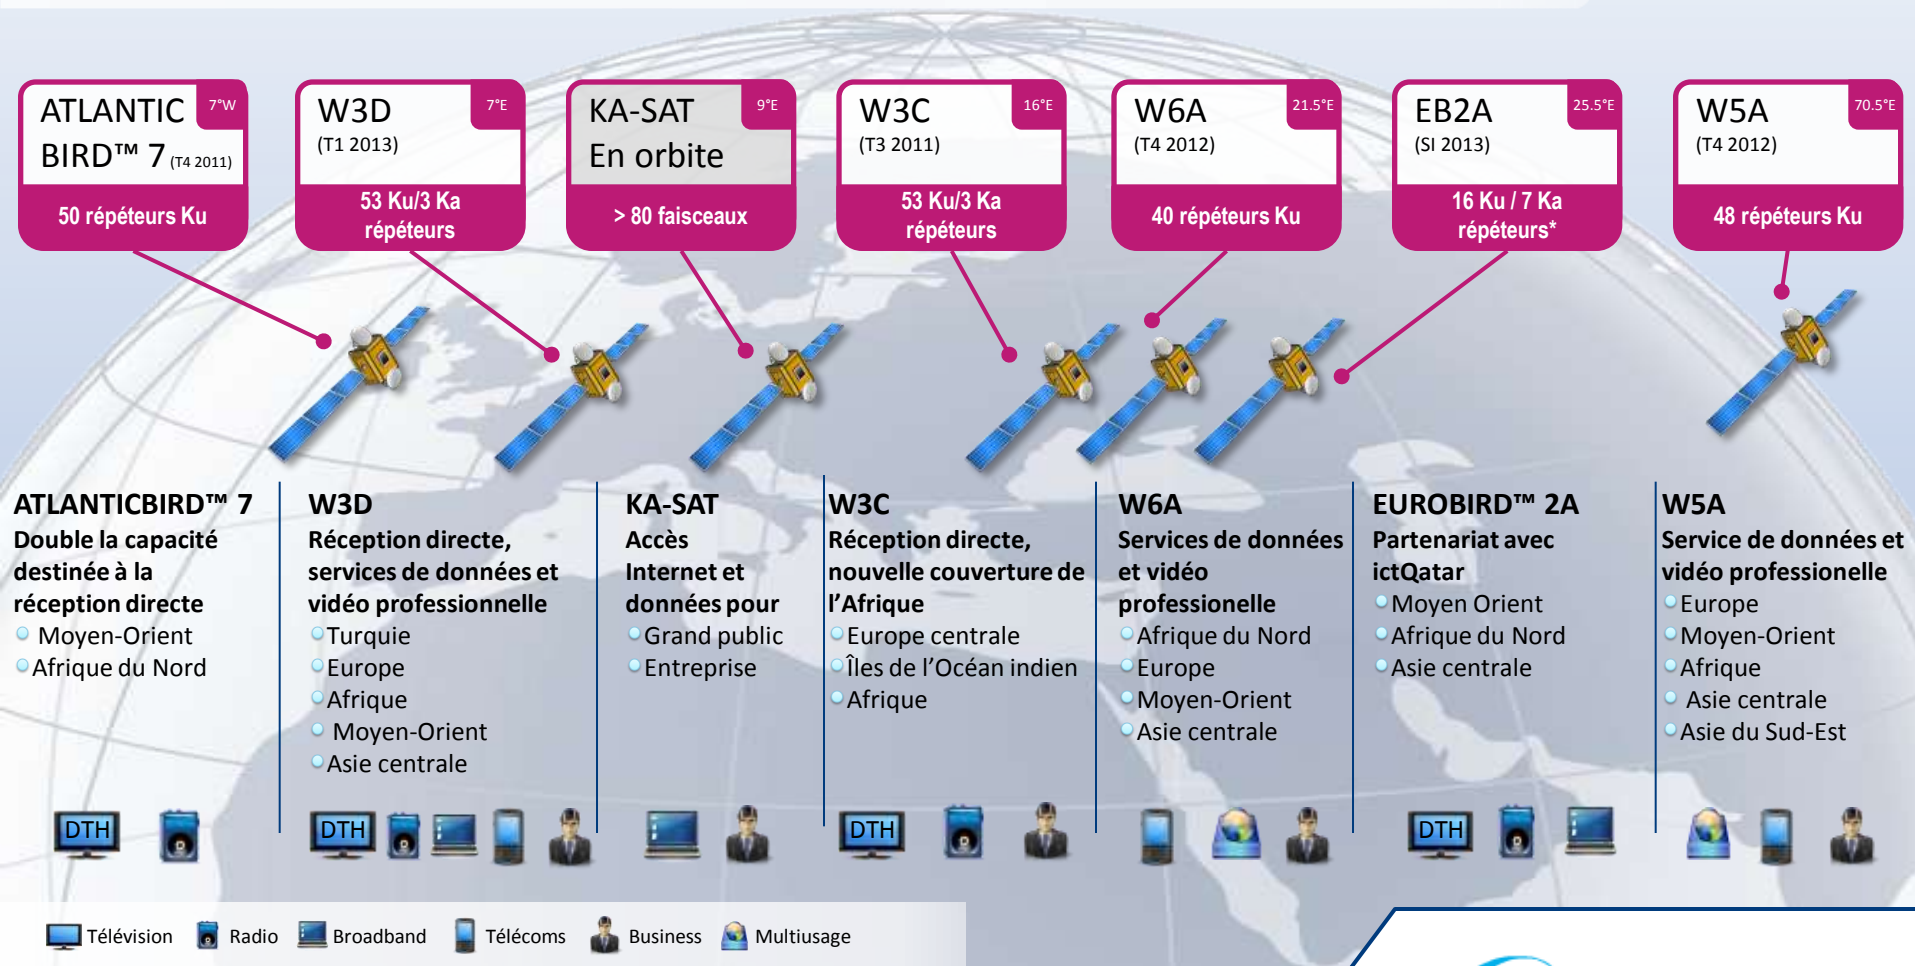 ATLANTIC 7°W
BIRD™ 7 (T4 2011)
50 répéteurs Ku
W3D 7°E
(T1 2013)
53 Ku/3 Ka
répéteurs
KA-SAT 9°E
En orbite
> 80 faisceaux
W3C 16°E
(T3 2011)
53 Ku/3 Ka
répéteurs
W6A 21.5°E
(T4 2012)
40 répéteurs Ku
EB2A 25.5°E
(SI 2013)
16 Ku / 7 Ka
répéteurs*
W5A 70.5°E
(T4 2012)
48 répéteurs Ku
ATLANTICBIRD™ 7
Double la capacité
destinée à la
réception directe
Moyen-Orient
Afrique du Nord
DTH
W3D
Réception directe,
services de données et
vidéo professionnelle
Turquie
Europe
Afrique
Moyen-Orient
Asie centrale
DTH
KA-SAT
Accès
Internet et
données pour
Grand public
Entreprise
W3C
Réception directe,
nouvelle couverture de
l’Afrique
Europe centrale
Îles de l’Océan indien
Afrique
DTH
W6A
Services de données
et vidéo
professionelle
Afrique du Nord
Europe
Moyen-Orient
Asie centrale
EUROBIRD™ 2A
Partenariat avec
ictQatar
Moyen Orient
Afrique du Nord
Asie centrale
DTH
W5A
Service de données et
vidéo professionelle
Europe
Moyen-Orient
Afrique
Asie centrale
Asie du Sud-Est
Télévision Radio Broadband Télécoms Business Multiusage